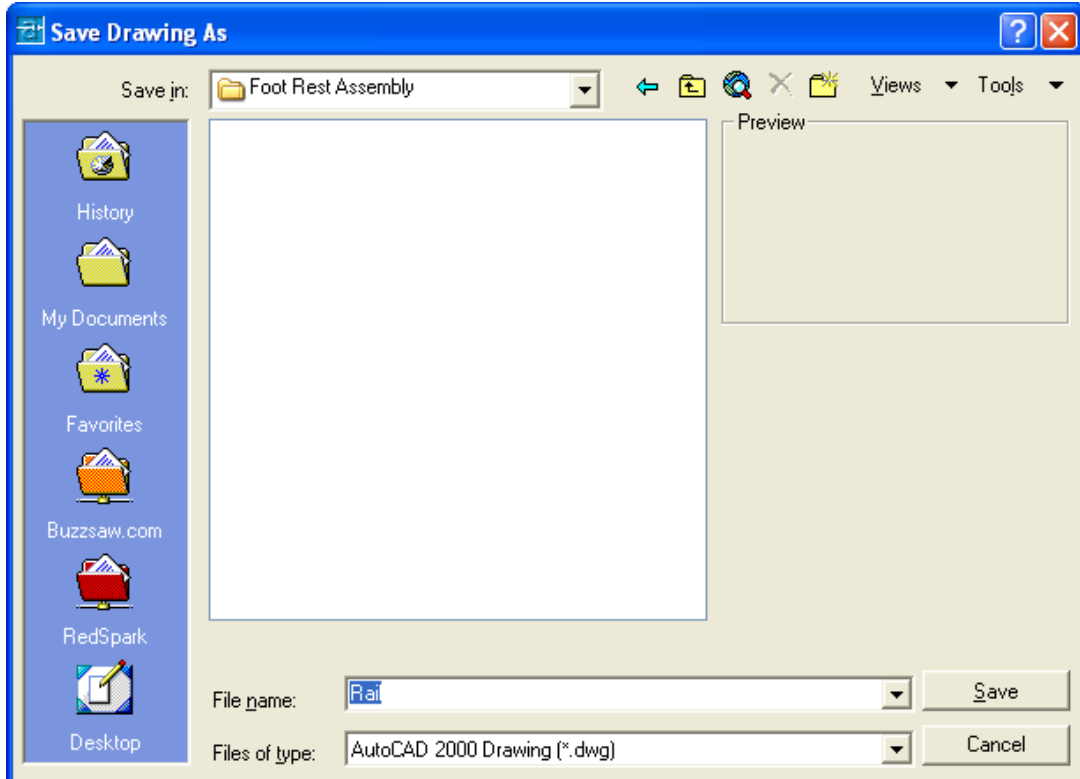 Save Drawing As
Save in:
Foot Rest Assembly
Views
Tools
Preview
History
My Documents
Favorites
Buzzsaw.com
RedSpark
Desktop
File name:
Rail
Save
Files of type:
AutoCAD 2000 Drawing (*.dwg)
Cancel